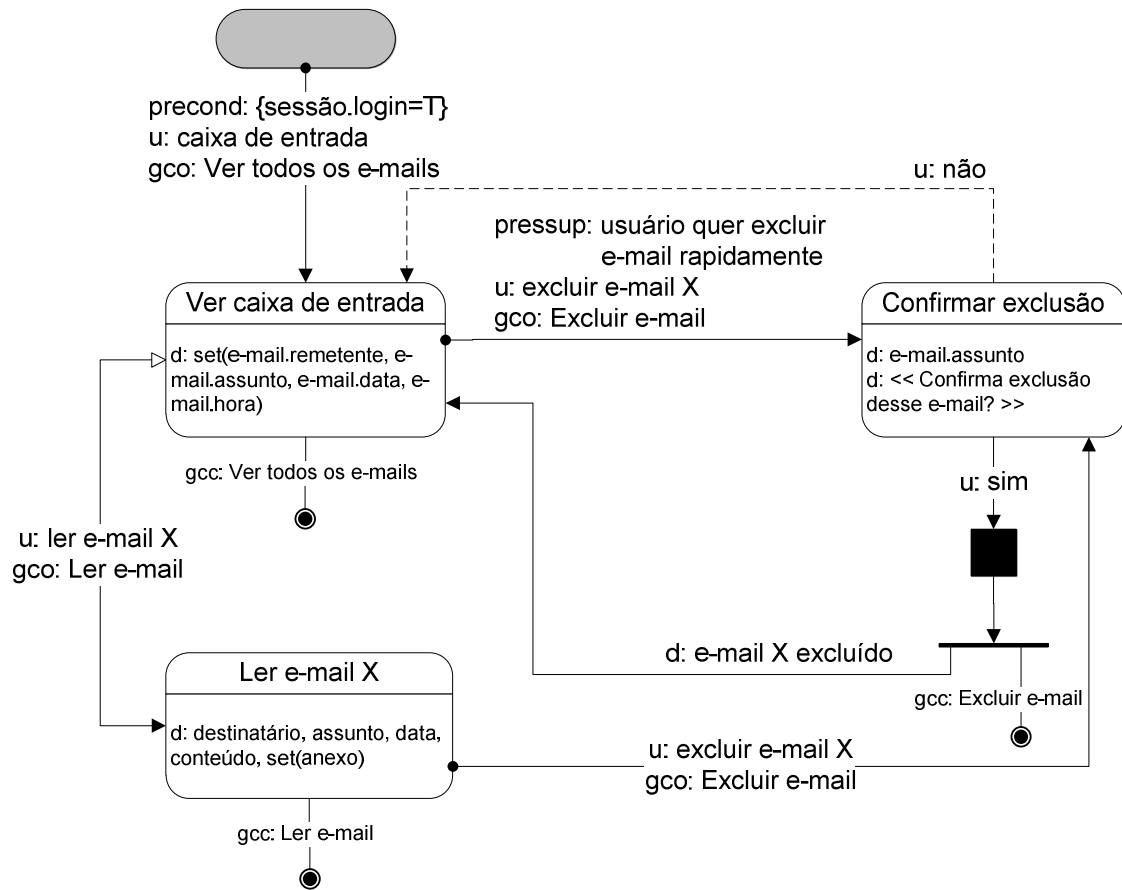 precond: {sessão.login=T}
u: caixa de entrada
gco: Ver todos os e-mails
u: não
pressup: usuário quer excluir
e-mail rapidamente
u: excluir e-mail X
gco: Excluir e-mail
Ver caixa de entrada
d: set(e-mail.remetente, e-
mail.assunto, e-mail.data, e-
mail.hora)
Confirmar exclusão
d: e-mail.assunto
d: << Confirma exclusão
desse e-mail? >>
gcc: Ver todos os e-mails
u: sim
u: ler e-mail X
gco: Ler e-mail
d: e-mail X excluído
gcc: Excluir e-mail
Ler e-mail X
d: destinatário, assunto, data,
conteúdo, set(anexo)
u: excluir e-mail X
gco: Excluir e-mail
gcc: Ler e-mail